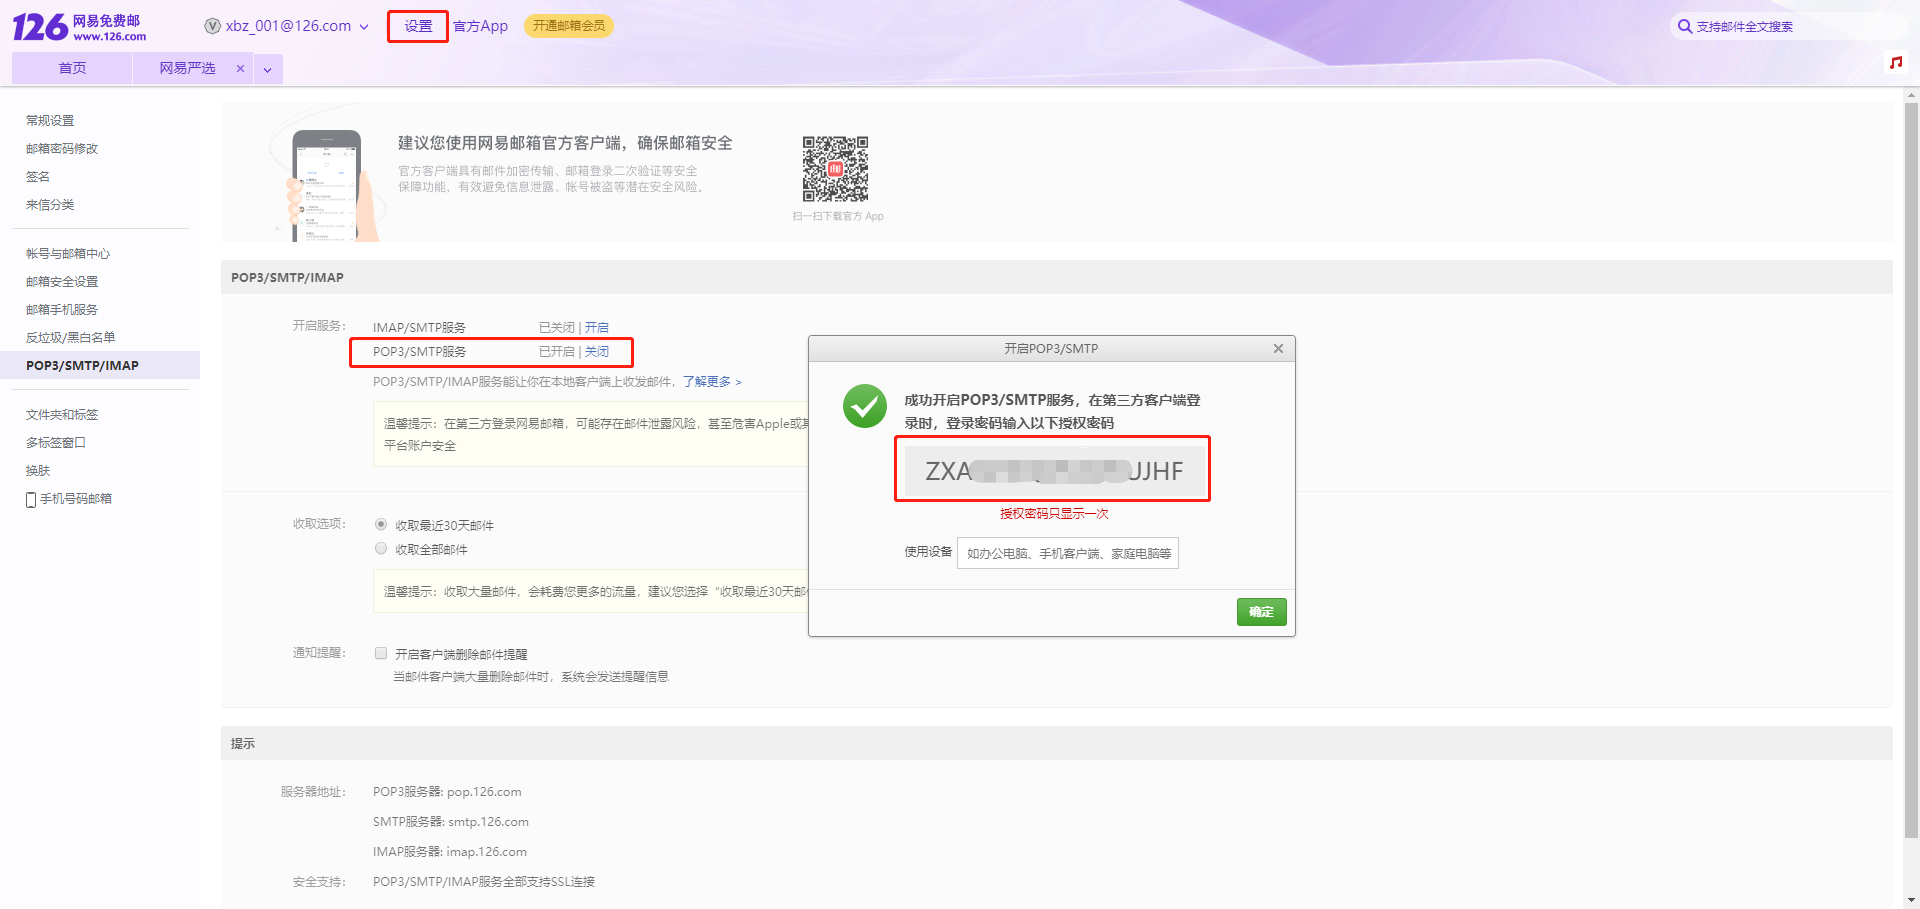 126 网易免费邮
www.126.com
xbz_001@126.com
设置
官方App
开通邮箱会员
支持邮件全文搜索
首页
网易严选
常规设置
邮箱密码修改
签名
来信分类
帐号与邮箱中心
邮箱安全设置
邮箱手机服务
反垃圾/黑白名单
POP3/SMTP/IMAP
文件夹和标签
多标签窗口
换肤
手机号码邮箱
建议您使用网易邮箱官方客户端，确保邮箱安全
官方客户端具有邮件加密传输、邮箱登录二次验证等安全
保障功能，有效避免信息泄露、帐号被盗等潜在安全风险。
扫一扫下载官方 App
POP3/SMTP/IMAP
开启服务：
IMAP/SMTP服务 已关闭 | 开启
POP3/SMTP服务 已开启 | 关闭
POP3/SMTP/IMAP服务能让你在本地客户端上收发邮件，了解更多 >
温馨提示：在第三方登录网易邮箱，可能存在邮件泄露风险，甚至危害Apple或其
平台账户安全
收取选项：
收取最近30天邮件
收取全部邮件
温馨提示：收取大量邮件，会耗费您更多的流量，建议您选择“收取最近30天邮
通知提醒：
开启客户端删除邮件提醒
当邮件客户端大量删除邮件时，系统会发送提醒信息
开启POP3/SMTP
成功开启POP3/SMTP服务，在第三方客户端登
录时，登录密码输入以下授权密码
ZXA UJHF
授权密码只显示一次
使用设备
如办公电脑、手机客户端、家庭电脑等
确定
提示
服务器地址：
POP3服务器: pop.126.com
SMTP服务器: smtp.126.com
IMAP服务器: imap.126.com
安全支持：
POP3/SMTP/IMAP服务全部支持SSL连接